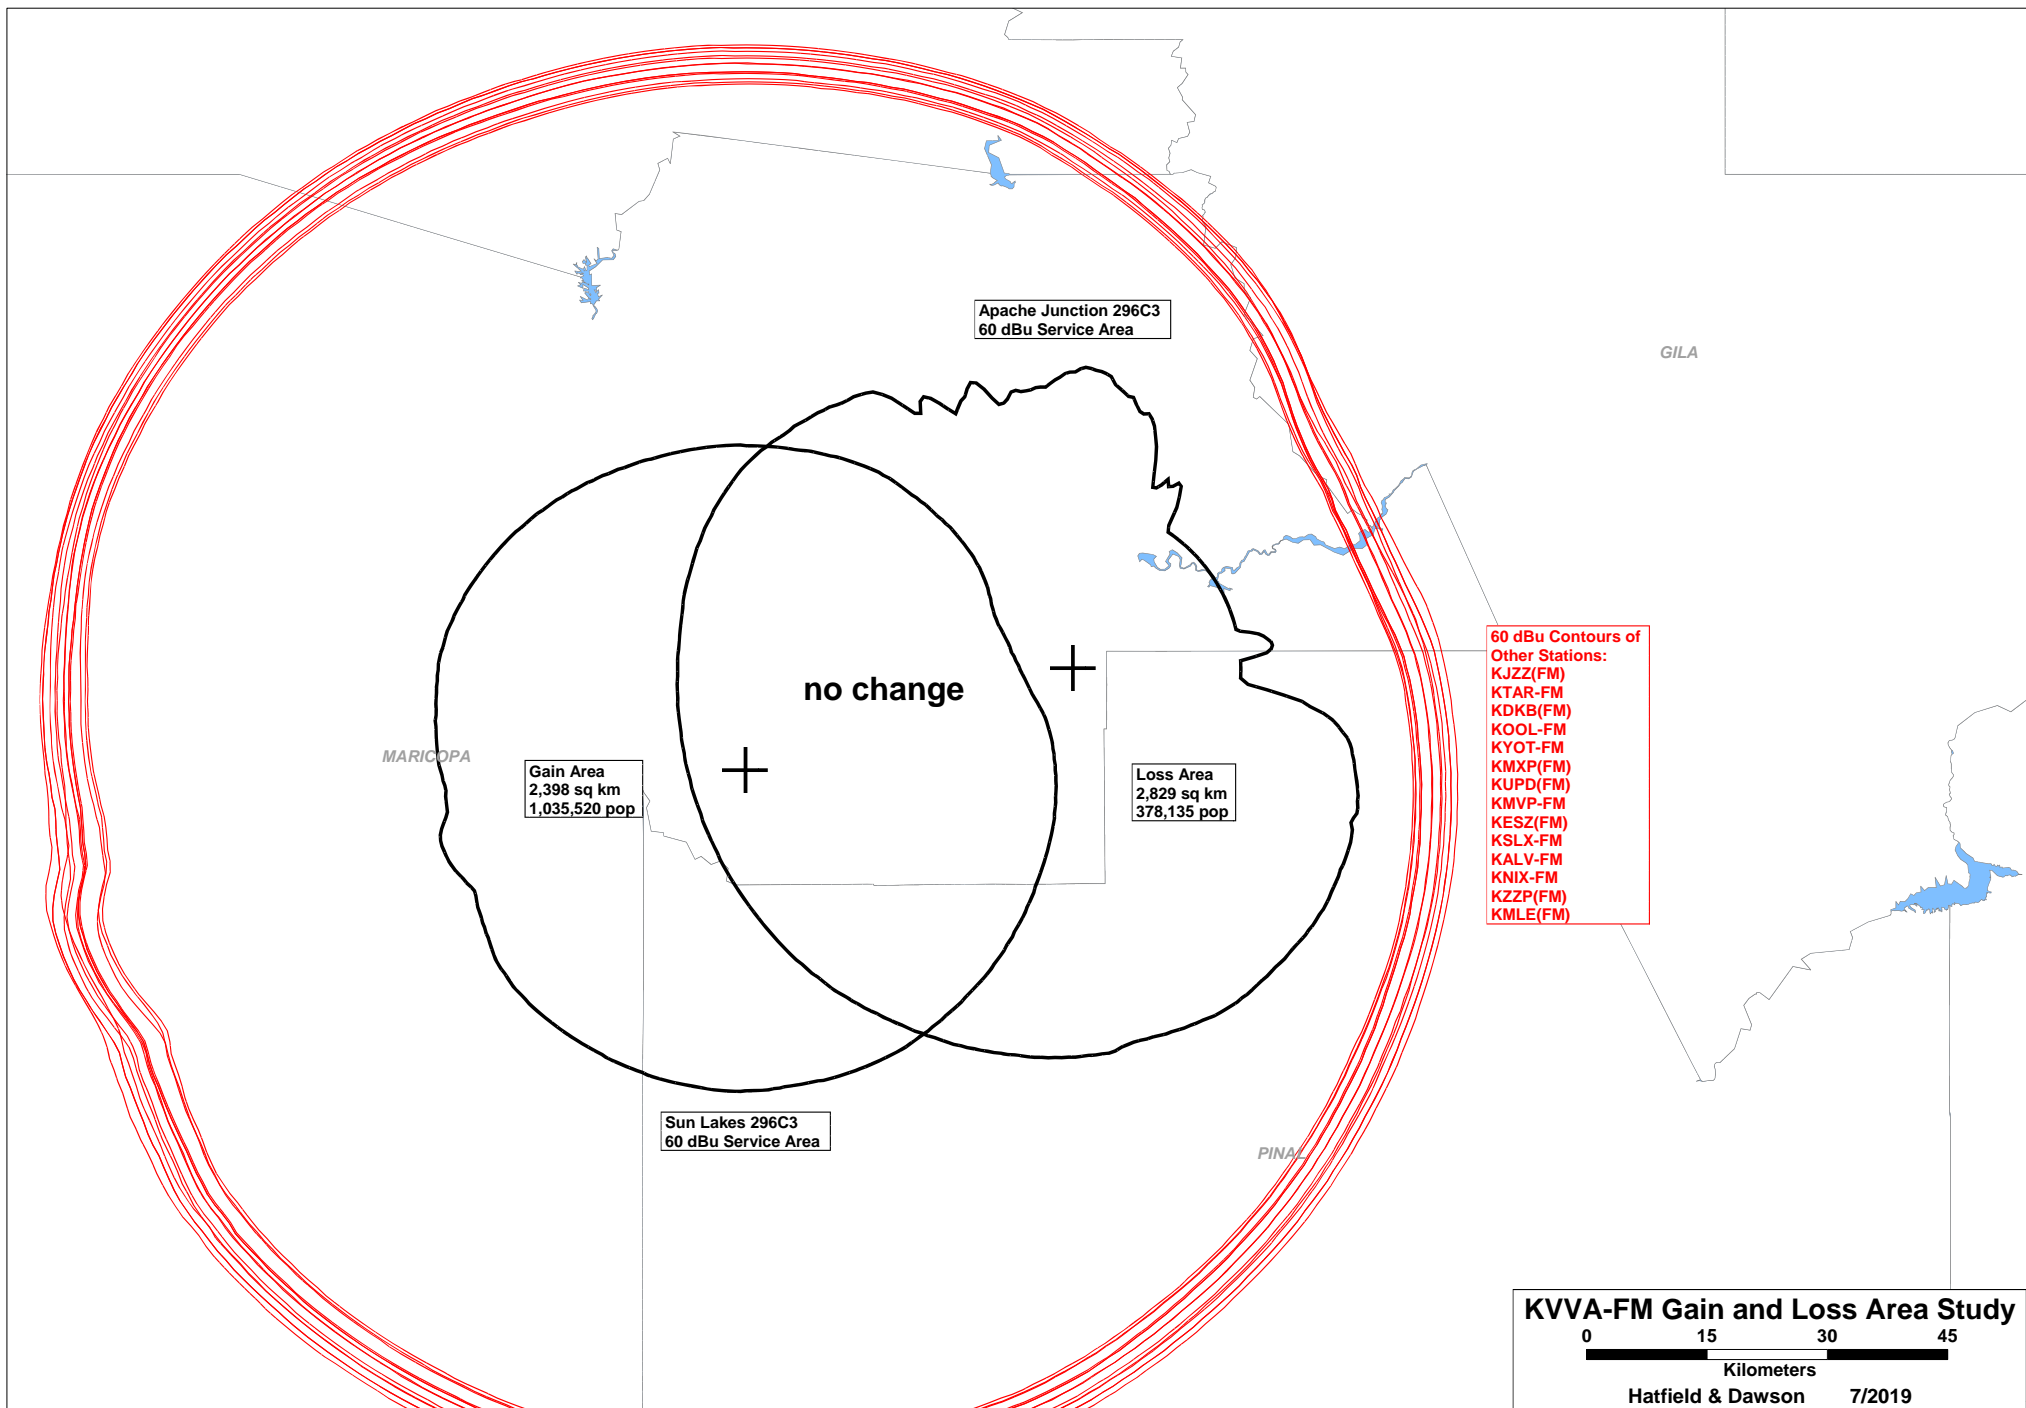 Apache Junction 296C3
60 dBu Service Area
GILA
60 dBu Contours of
Other Stations:
KJZZ(FM)
KTAR-FM
KDKB(FM)
KOOL-FM
KYOT-FM
KMXP(FM)
KUPD(FM)
KMVP-FM
KESZ(FM)
KSLX-FM
KALV-FM
KNIX-FM
KZZP(FM)
KMLE(FM)
no change
MARICOPA
Gain Area
2,398 sq km
1,035,520 pop
Loss Area
2,829 sq km
378,135 pop
Sun Lakes 296C3
60 dBu Service Area
PINAL
KVVA-FM Gain and Loss Area Study
0 15 30 45
Kilometers
Hatfield & Dawson 7/2019